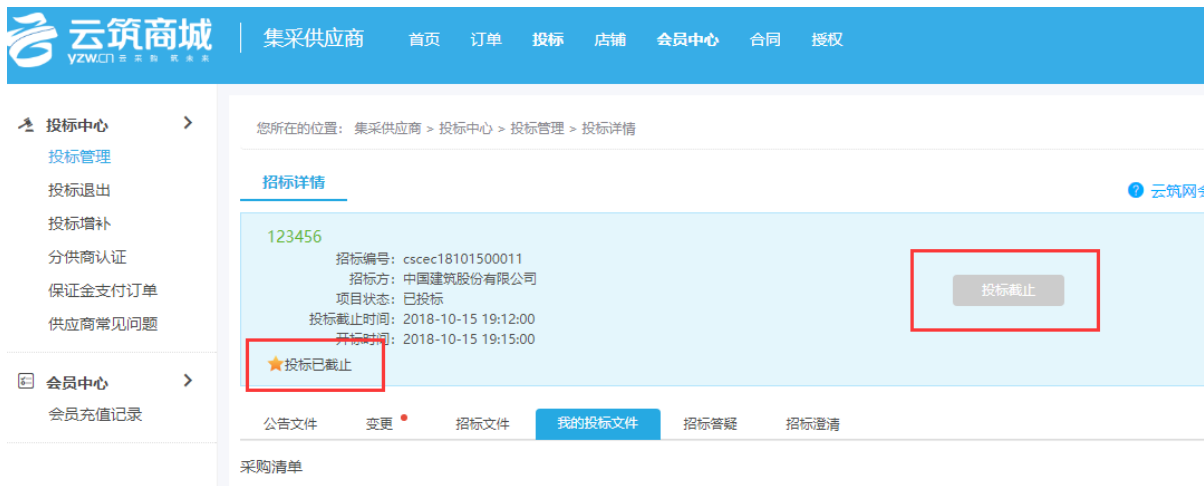 云筑商城
yzw.cn 云采购 筑未来
集采供应商 首页 订单 投标 店铺 会员中心 合同 授权
投标中心
投标管理
投标退出
投标增补
分供商认证
保证金支付订单
供应商常见问题
会员中心
会员充值记录
您所在的位置： 集采供应商 > 投标中心 > 投标管理 > 投标详情
招标详情
? 云筑网
123456
招标编号：cscec18101500011
招标方：中国建筑股份有限公司
项目状态：已投标
投标截止时间：2018-10-15 19:12:00
开标时间：2018-10-15 19:15:00
投标已截止
投标截止
公告文件 变更 招标文件 我的投标文件 招标答疑 招标澄清
采购清单